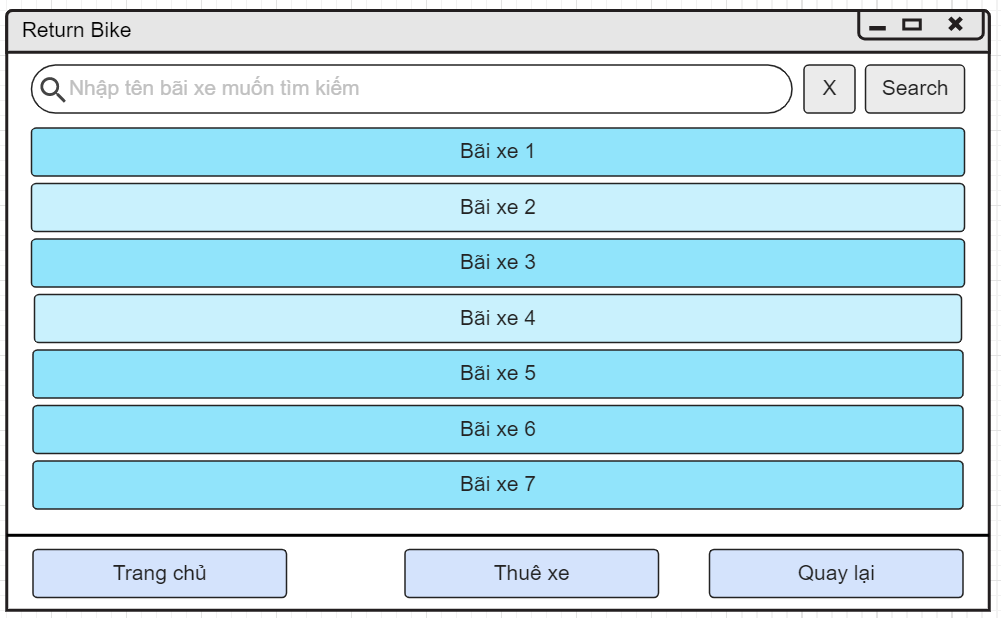 Return Bike
Nhập tên bãi xe muốn tìm kiếm
X
Search
Bãi xe 1
Bãi xe 2
Bãi xe 3
Bãi xe 4
Bãi xe 5
Bãi xe 6
Bãi xe 7
Trang chủ
Thuê xe
Quay lại